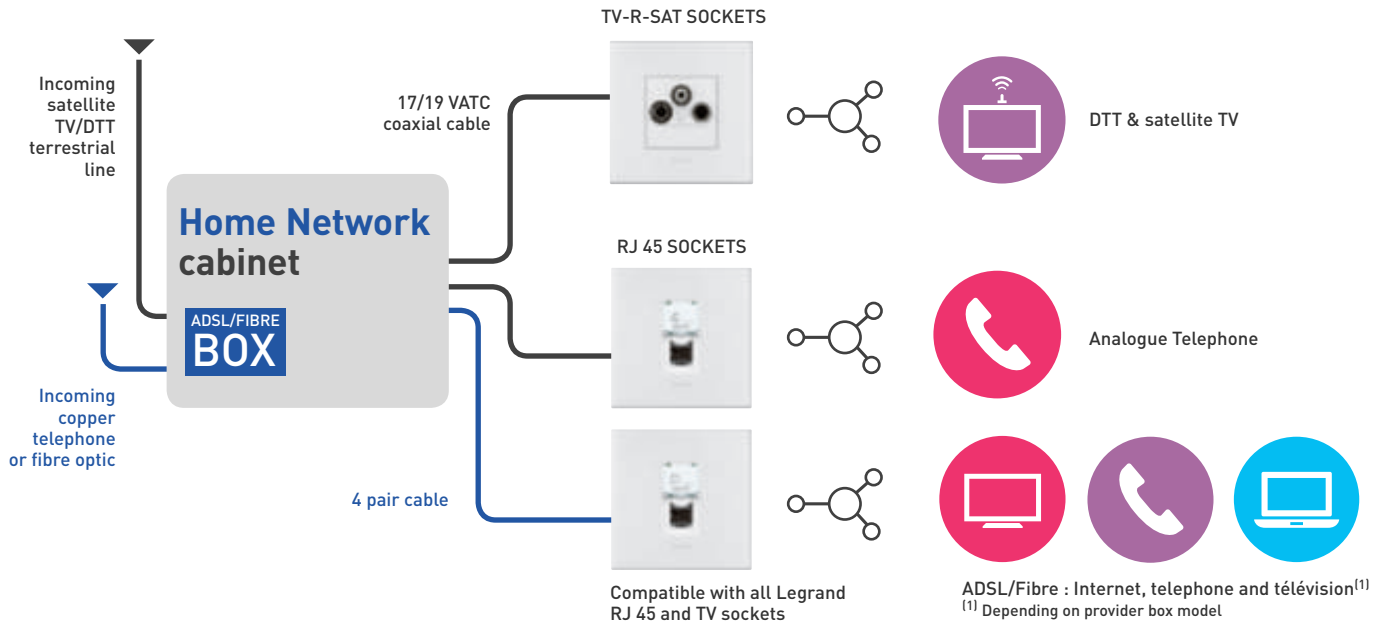 TV-R-SAT SOCKETS
Incoming
satellite
TV/DTT
terrestrial
line
17/19 VATC
coaxial cable
DTT & satellite TV
Home Network
cabinet
ADSL/FIBRE
BOX
RJ 45 SOCKETS
Analogue Telephone
Incoming
copper
telephone
or fibre optic
4 pair cable
Compatible with all Legrand
RJ 45 and TV sockets
ADSL/Fibre : Internet, telephone and télévision(1)
(1) Depending on provider box model